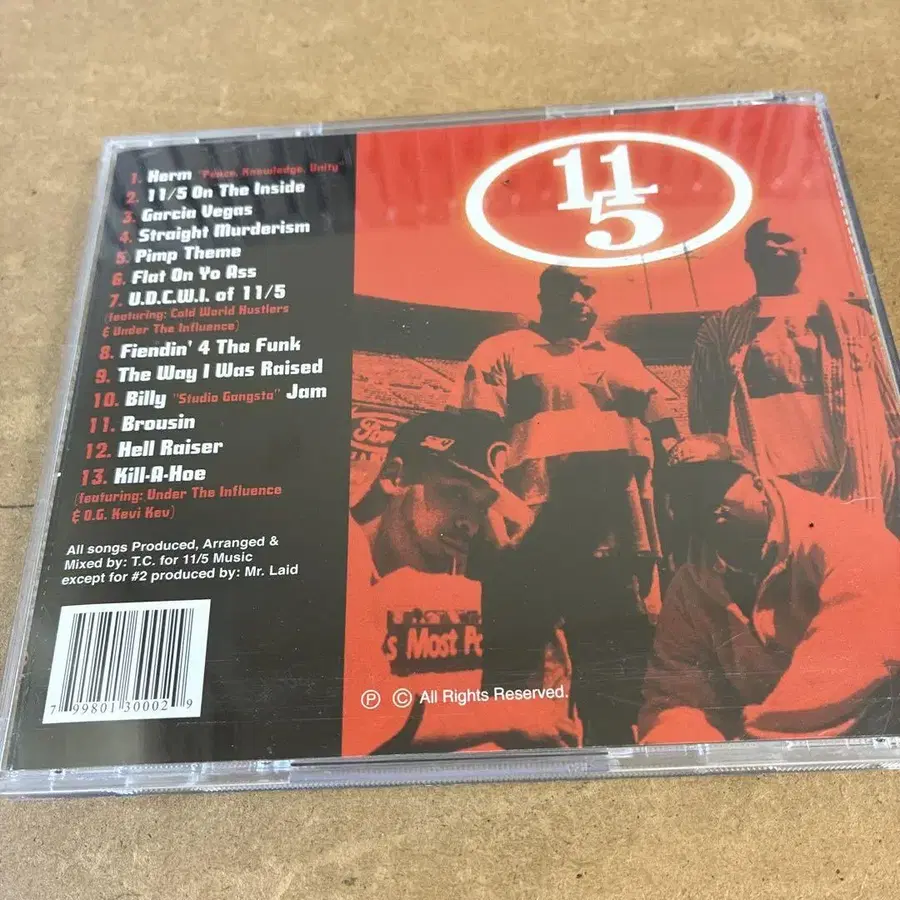 1. Herm "Peace, Knowledge, Unity"
2. 11/5 On The Inside
3. Garcia Vegas
4. Straight Murderism
5. Pimp Theme
6. Flat On Yo Ass
7. U.D.C.W.I. of 11/5
(featuring: Cold World Hustlers
& Under The Influence)
8. Fiendin' 4 Tha Funk
9. The Way I Was Raised
10. Billy "Studio Gangsta" Jam
11. Brousin
12. Hell Raiser
13. Kill-A-Hoe
(featuring: Under The Influence
& O.G. Kevi Kev)
All songs Produced, Arranged &
Mixed by: T.C. for 11/5 Music
except for #2 produced by: Mr. Laid
7 99801 30002 9
11
5
s Most
Ⓟ © All Rights Reserved.